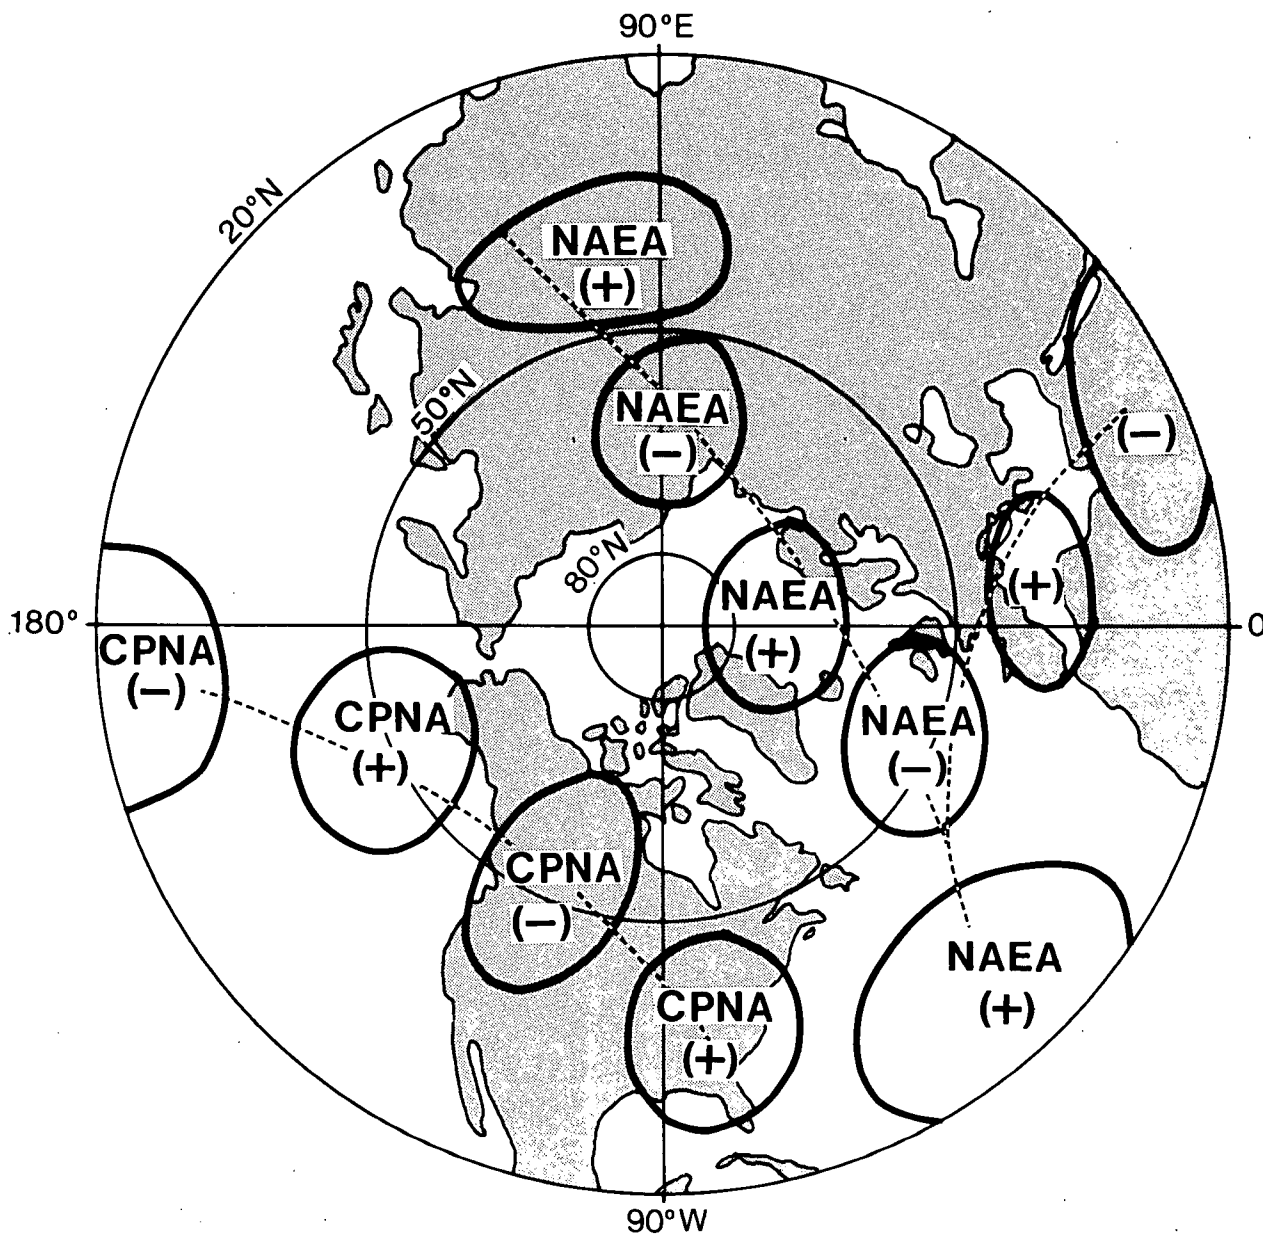 90°E
20°N
NAEA
(+)
50°N
NAEA
(−)
(−)
80°N
NAEA
(+)
(+)
180°
0
CPNA
(−)
CPNA
(+)
NAEA
(−)
CPNA
(−)
NAEA
(+)
CPNA
(+)
90°W